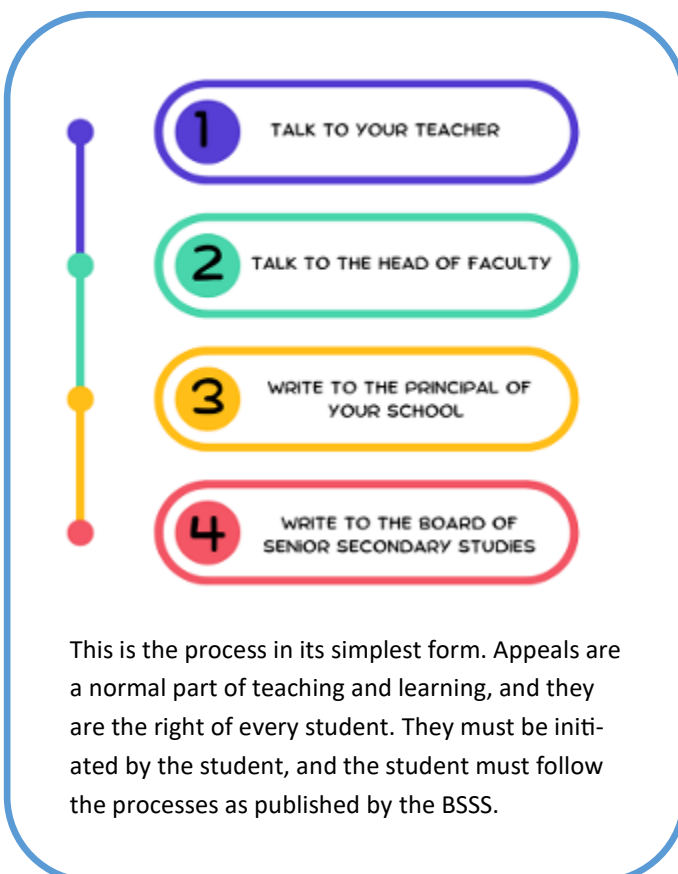 1
TALK TO YOUR TEACHER
2
TALK TO THE HEAD OF FACULTY
3
WRITE TO THE PRINCIPAL OF
YOUR SCHOOL
4
WRITE TO THE BOARD OF
SENIOR SECONDARY STUDIES
This is the process in its simplest form. Appeals are
a normal part of teaching and learning, and they
are the right of every student. They must be initi-
ated by the student, and the student must follow
the processes as published by the BSSS.